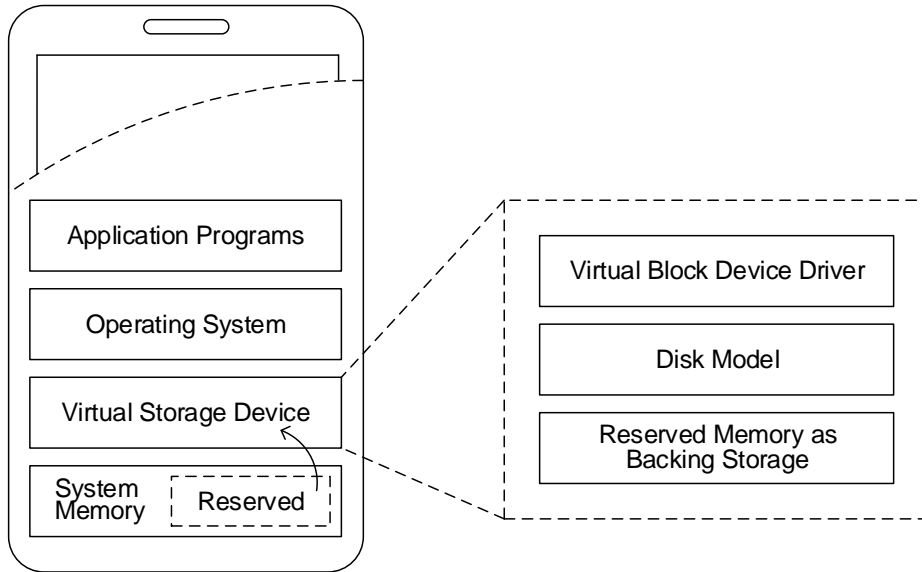 Application Programs
Operating System
Virtual Storage Device
System
Memory
Reserved
Virtual Block Device Driver
Disk Model
Reserved Memory as
Backing Storage